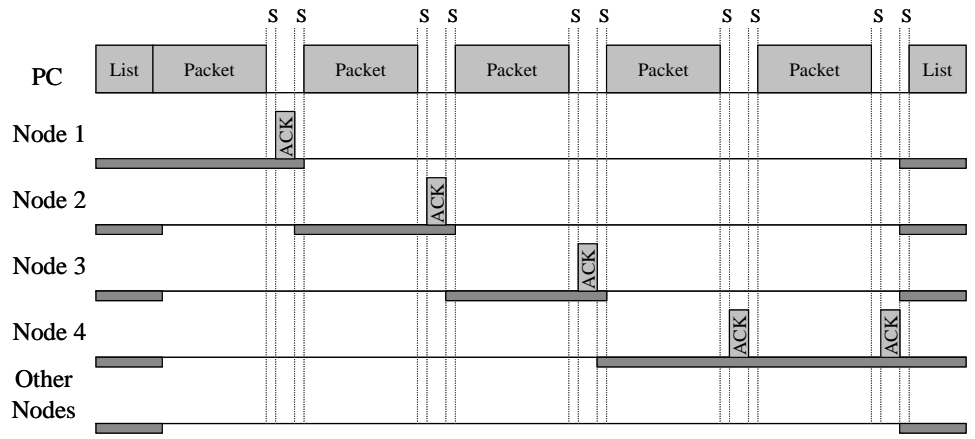 S S S S S S S S S S
PC List Packet Packet Packet Packet Packet List
Node 1 ACK
Node 2 ACK
Node 3 ACK
Node 4 ACK ACK
Other
Nodes